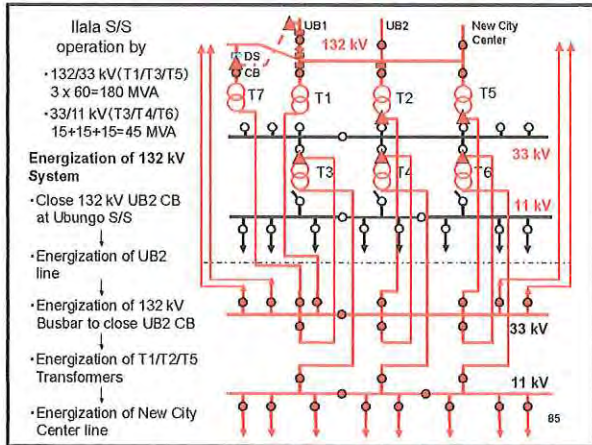 Ilala S/S
operation by
•132/33 kV(T1/T3/T5)
3 x 60=180 MVA
•33/11 kV(T3/T4/T6)
15+15+15=45 MVA
Energization of 132 kV
System
•Close 132 kV UB2 CB
at Ubungo S/S
•Energization of UB2
line
•Energization of 132 kV
Busbar to close UB2 CB
•Energization of T1/T2/T5
Transformers
•Energization of New City
Center line
UB1
UB2
New City
Center
132 kV
DS
CB
T7
T1
T2
T5
33 kV
T3
T4
T6
11 kV
33 kV
11 kV
85